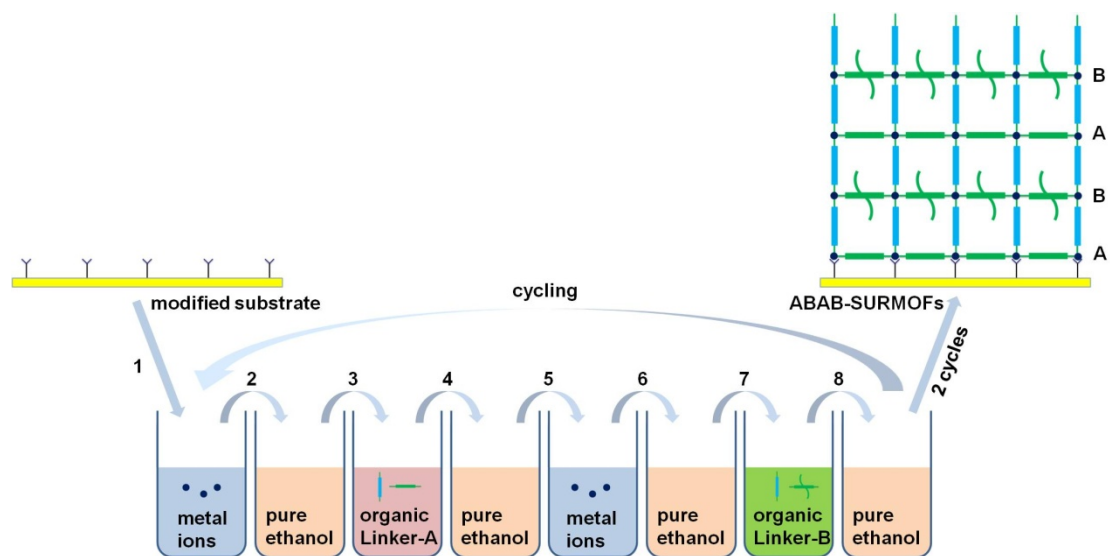 B
A
B
A
modified substrate
cycling
ABAB-SURMOFs
1
2
3
4
5
6
7
8
2 cycles
metal
ions
pure
ethanol
organic
Linker-A
pure
ethanol
metal
ions
pure
ethanol
organic
Linker-B
pure
ethanol